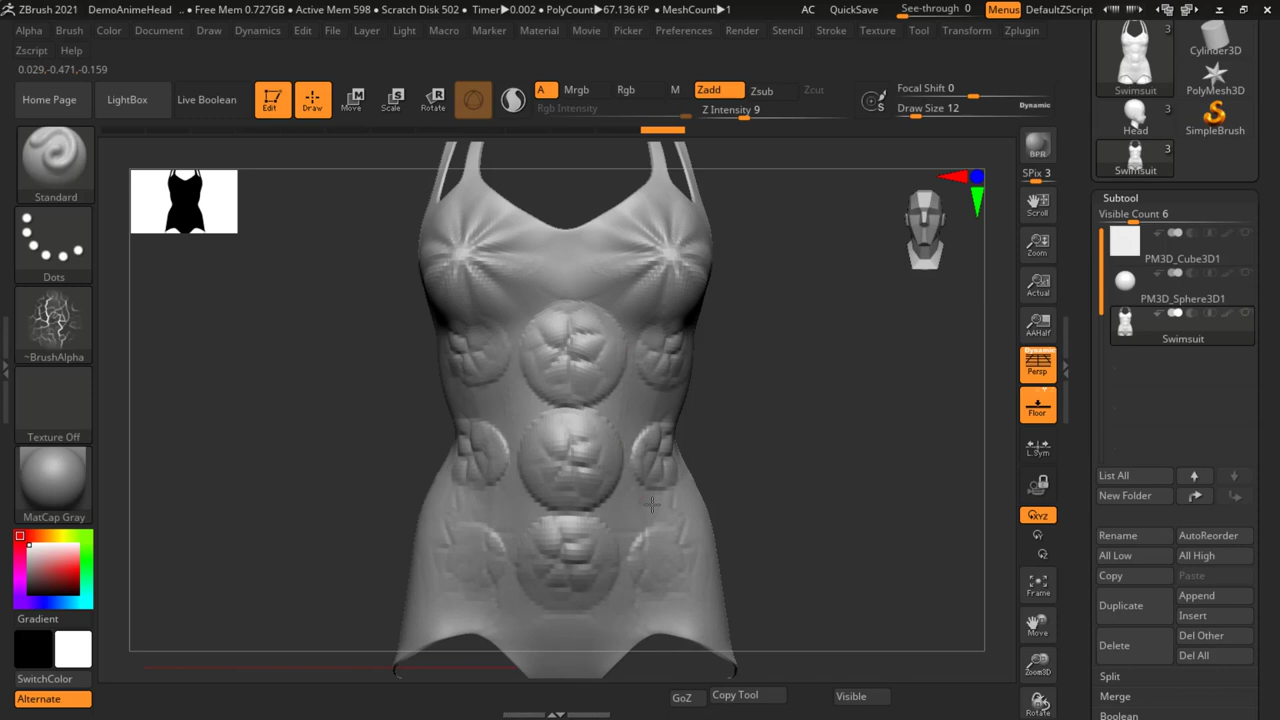 ZBrush 2021 DemoAnimeHead • Free Mem 0.727GB • Active Mem 598 • Scratch Disk 502 • Timer▶0.002 • PolyCount▶67.136 KP • MeshCount▶1 AC QuickSave See-through 0 Menus DefaultZScript
Alpha Brush Color Document Draw Dynamics Edit File Layer Light Macro Marker Material Movie Picker Preferences Render Stencil Stroke Texture Tool Transform Zplugin
Zscript Help
0.029,-0.471,-0.159
Home Page LightBox Live Boolean Edit Draw Move Scale Rotate
A Mrgb Rgb M Zadd Zsub Zcut Focal Shift 0
Rgb Intensity Z Intensity 9 Draw Size 12 Dynamic
S
R
Standard
Dots
~BrushAlpha
Texture Off
MatCap Gray
Gradient
SwitchColor
Alternate
BPR
SPix 3
Scroll
Zoom
Actual
AAHalf
Dynamic
Persp
Floor
L.Sym
XYZ
Frame
Move
Zoom3D
Rotate
3 Cylinder3D
Swimsuit PolyMesh3D
Head SimpleBrush
3
Swimsuit
Subtool
Visible Count 6
PM3D_Cube3D1
PM3D_Sphere3D1
Swimsuit
List All
New Folder
Rename AutoReorder
All Low All High
Copy Paste
Duplicate Append
Insert
Delete Del Other
Del All
Split
Merge
Boolean
GoZ Copy Tool Visible